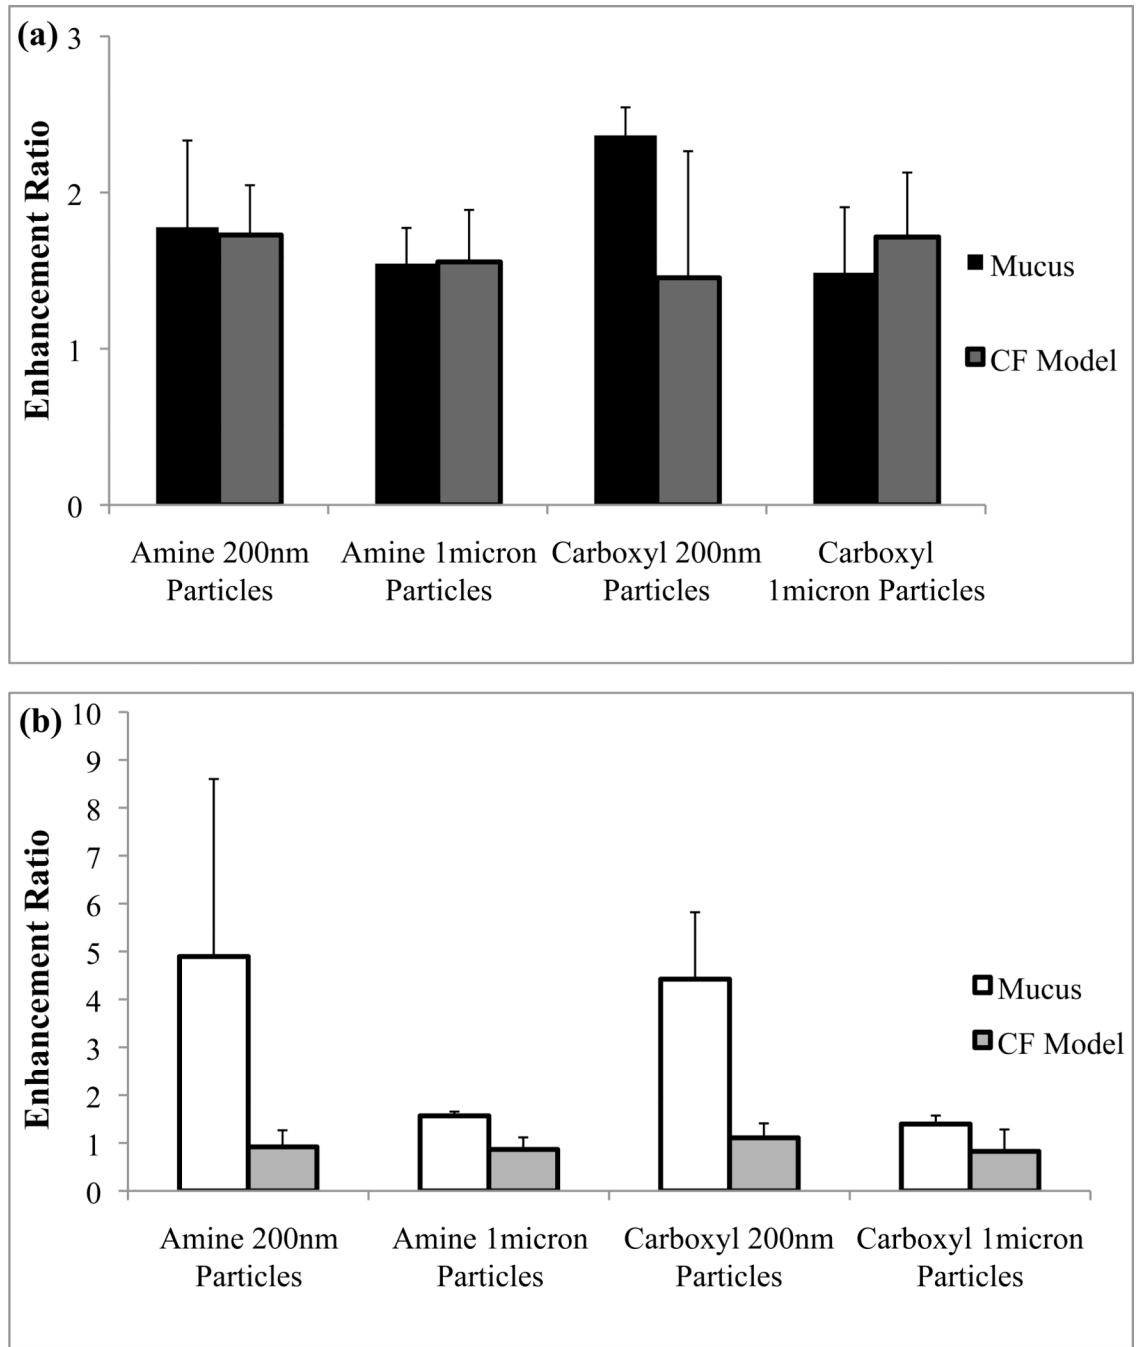 (a)
3
2
1
0
Enhancement Ratio
Mucus
CF Model
Amine 200nm
Particles
Amine 1micron
Particles
Carboxyl 200nm
Particles
Carboxyl
1micron Particles
(b)
10
9
8
7
6
5
4
3
2
1
0
Enhancement Ratio
Mucus
CF Model
Amine 200nm
Particles
Amine 1micron
Particles
Carboxyl 200nm
Particles
Carboxyl 1micron
Particles